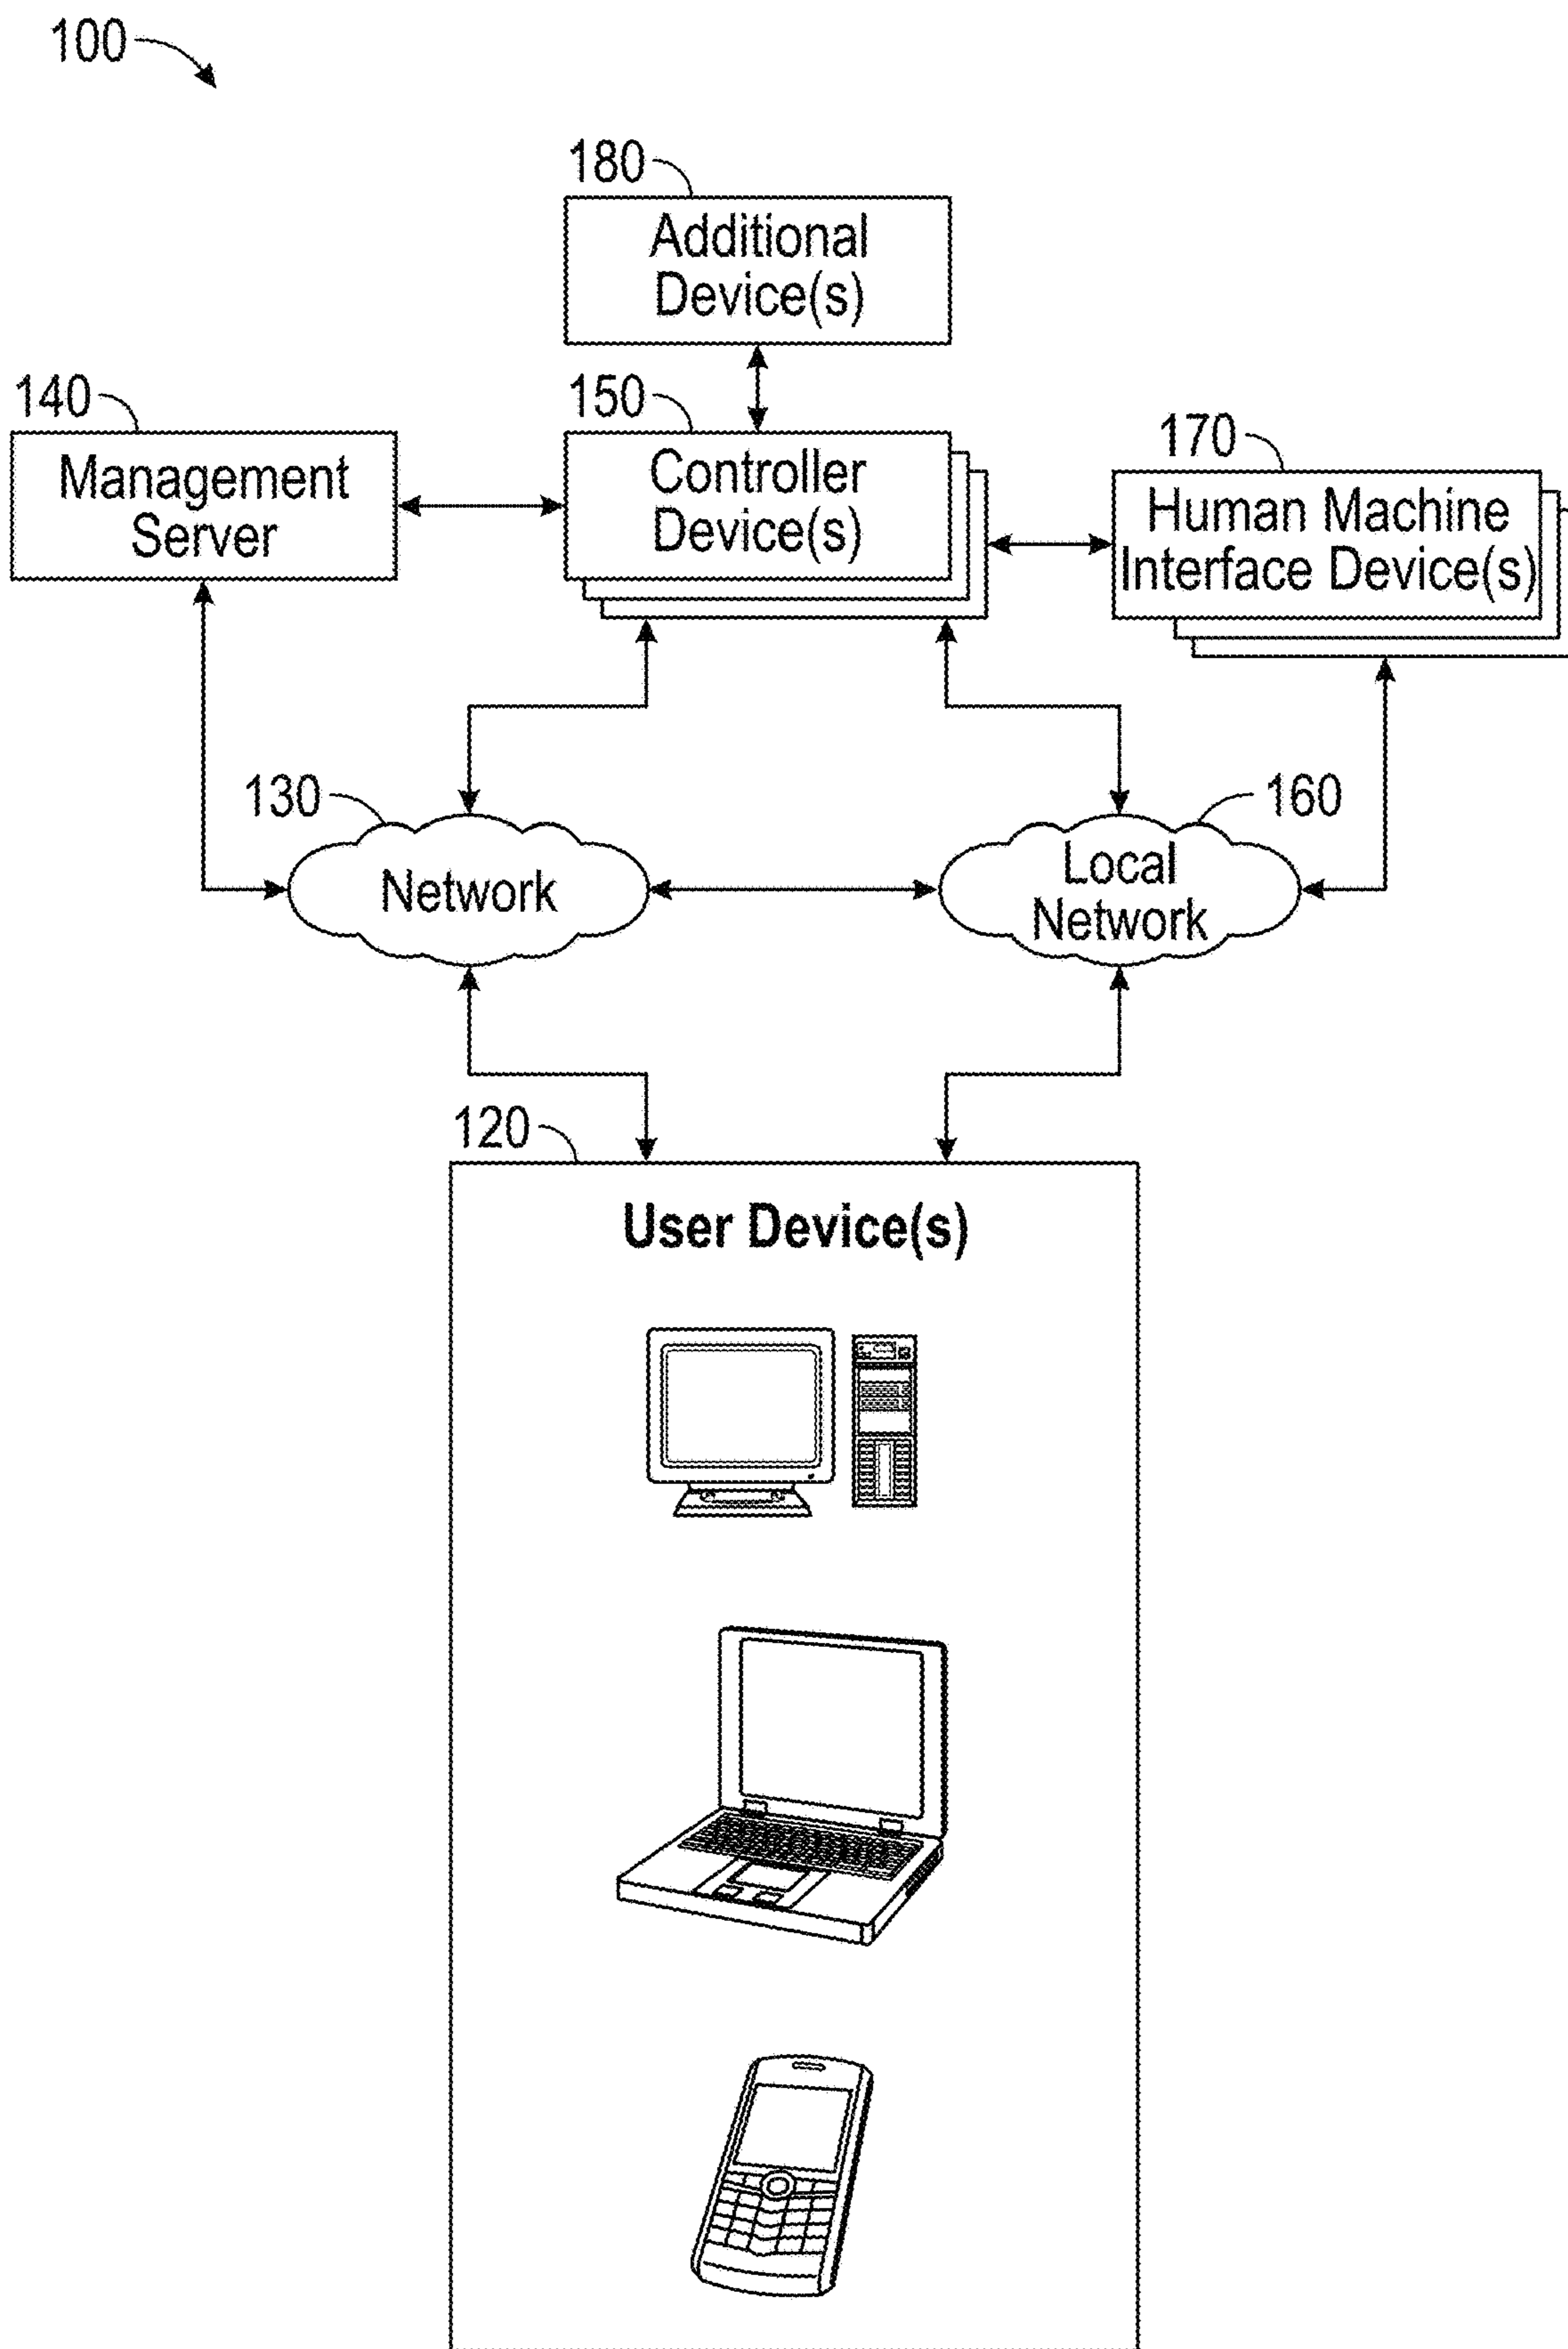 100
180
Additional
Device(s)
140
150
170
Management
Server
Controller
Device(s)
Human Machine
Interface Device(s)
130
160
Network
Local
Network
120
User Device(s)